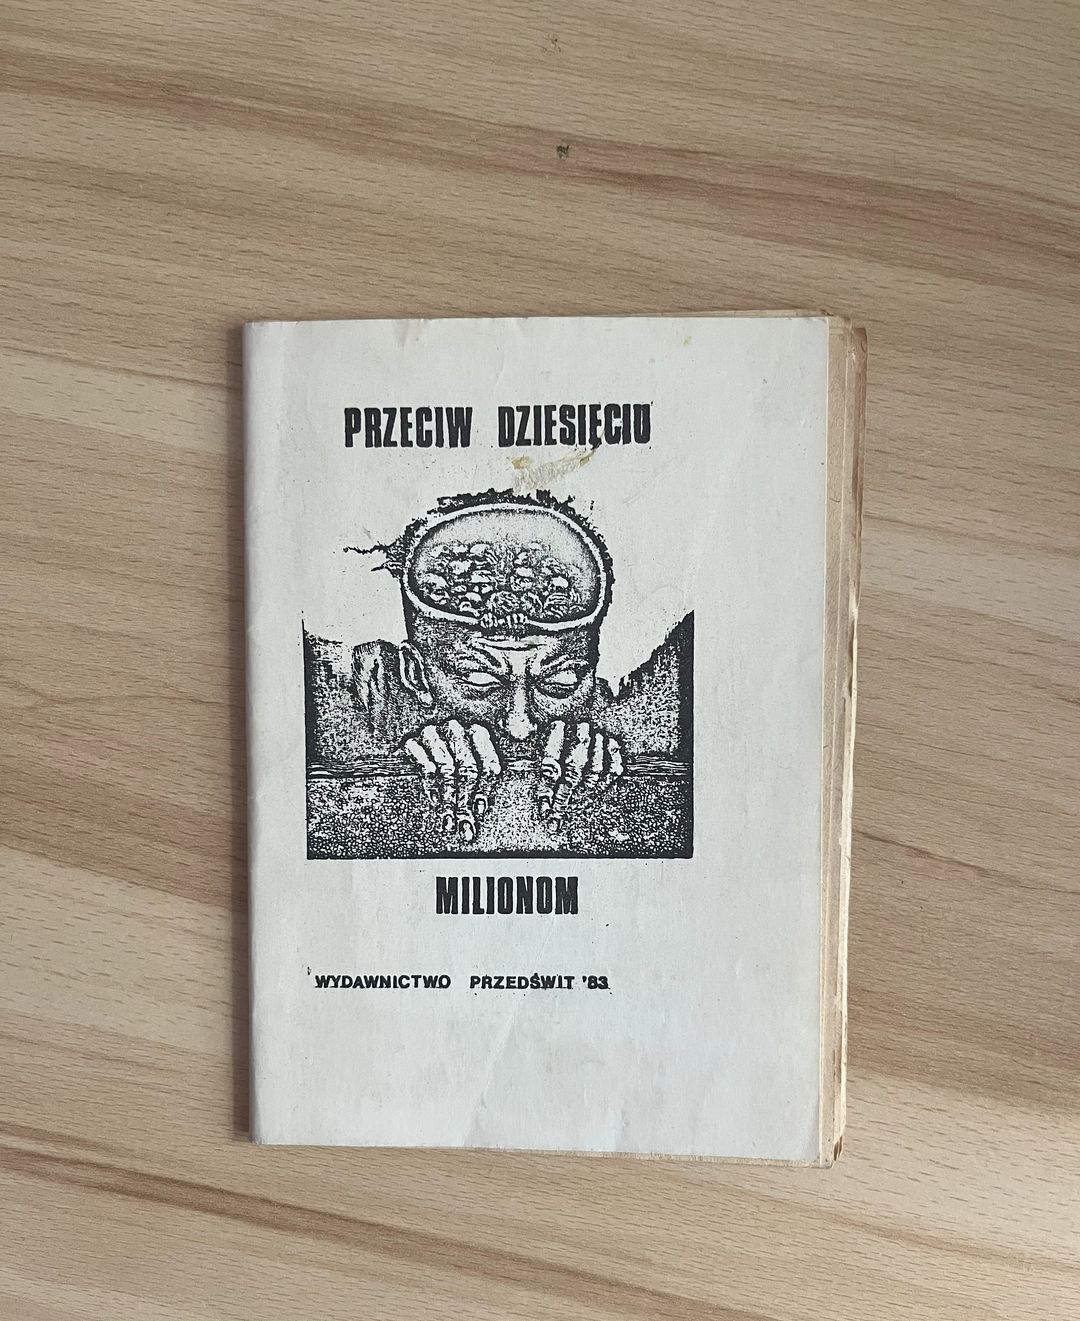 PRZECIW DZIESIĘCIU
MILIONOM
WYDAWNICTWO PRZEDŚWIT '83